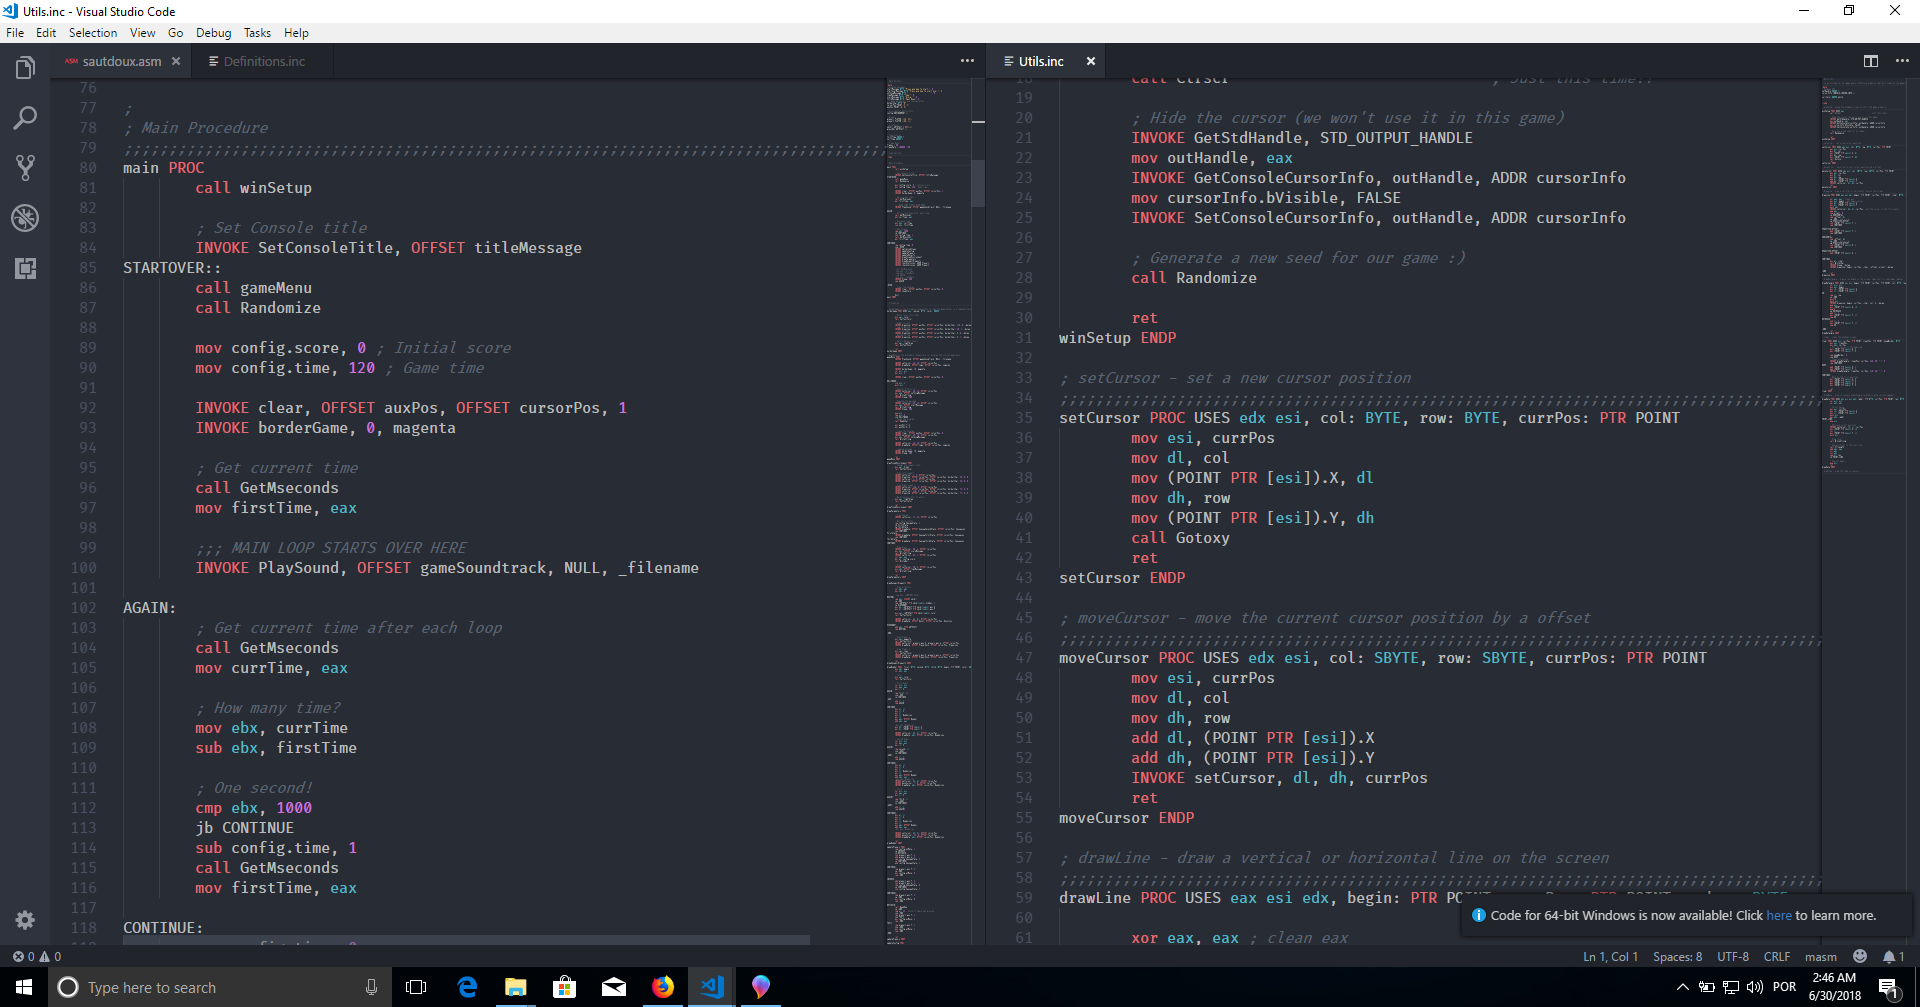 Utils.inc - Visual Studio Code
File Edit Selection View Go Debug Tasks Help
ASM sautdoux.asm
Definitions.inc
76
77 ;
78 ; Main Procedure
79
80 main PROC
81 call winSetup
82
83 ; Set Console title
84 INVOKE SetConsoleTitle, OFFSET titleMessage
85 STARTOVER::
86 call gameMenu
87 call Randomize
88
89 mov config.score, 0 ; Initial score
90 mov config.time, 120 ; Game time
91
92 INVOKE clear, OFFSET auxPos, OFFSET cursorPos, 1
93 INVOKE borderGame, 0, magenta
94
95 ; Get current time
96 call GetMseconds
97 mov firstTime, eax
98
99 ;;; MAIN LOOP STARTS OVER HERE
100 INVOKE PlaySound, OFFSET gameSoundtrack, NULL, _filename
101
102 AGAIN:
103 ; Get current time after each loop
104 call GetMseconds
105 mov currTime, eax
106
107 ; How many time?
108 mov ebx, currTime
109 sub ebx, firstTime
110
111 ; One second!
112 cmp ebx, 1000
113 jb CONTINUE
114 sub config.time, 1
115 call GetMseconds
116 mov firstTime, eax
117
118 CONTINUE:
Utils.inc
18 call ClrScr ; Just this time!!
19
20 ; Hide the cursor (we won't use it in this game)
21 INVOKE GetStdHandle, STD_OUTPUT_HANDLE
22 mov outHandle, eax
23 INVOKE GetConsoleCursorInfo, outHandle, ADDR cursorInfo
24 mov cursorInfo.bVisible, FALSE
25 INVOKE SetConsoleCursorInfo, outHandle, ADDR cursorInfo
26
27 ; Generate a new seed for our game :)
28 call Randomize
29
30 ret
31 winSetup ENDP
32
33 ; setCursor - set a new cursor position
34
35 setCursor PROC USES edx esi, col: BYTE, row: BYTE, currPos: PTR POINT
36 mov esi, currPos
37 mov dl, col
38 mov (POINT PTR [esi]).X, dl
39 mov dh, row
40 mov (POINT PTR [esi]).Y, dh
41 call Gotoxy
42 ret
43 setCursor ENDP
44
45 ; moveCursor - move the current cursor position by a offset
46
47 moveCursor PROC USES edx esi, col: SBYTE, row: SBYTE, currPos: PTR POINT
48 mov esi, currPos
49 mov dl, col
50 mov dh, row
51 add dl, (POINT PTR [esi]).X
52 add dh, (POINT PTR [esi]).Y
53 INVOKE setCursor, dl, dh, currPos
54 ret
55 moveCursor ENDP
56
57 ; drawLine - draw a vertical or horizontal line on the screen
58
59 drawLine PROC USES eax esi edx, begin: PTR
60
61 xor eax, eax ; clean eax
Code for 64-bit Windows is now available! Click here to learn more.
0 0
Ln 1, Col 1 Spaces: 8 UTF-8 CRLF masm 1
Type here to search
POR
2:46 AM
6/30/2018
1